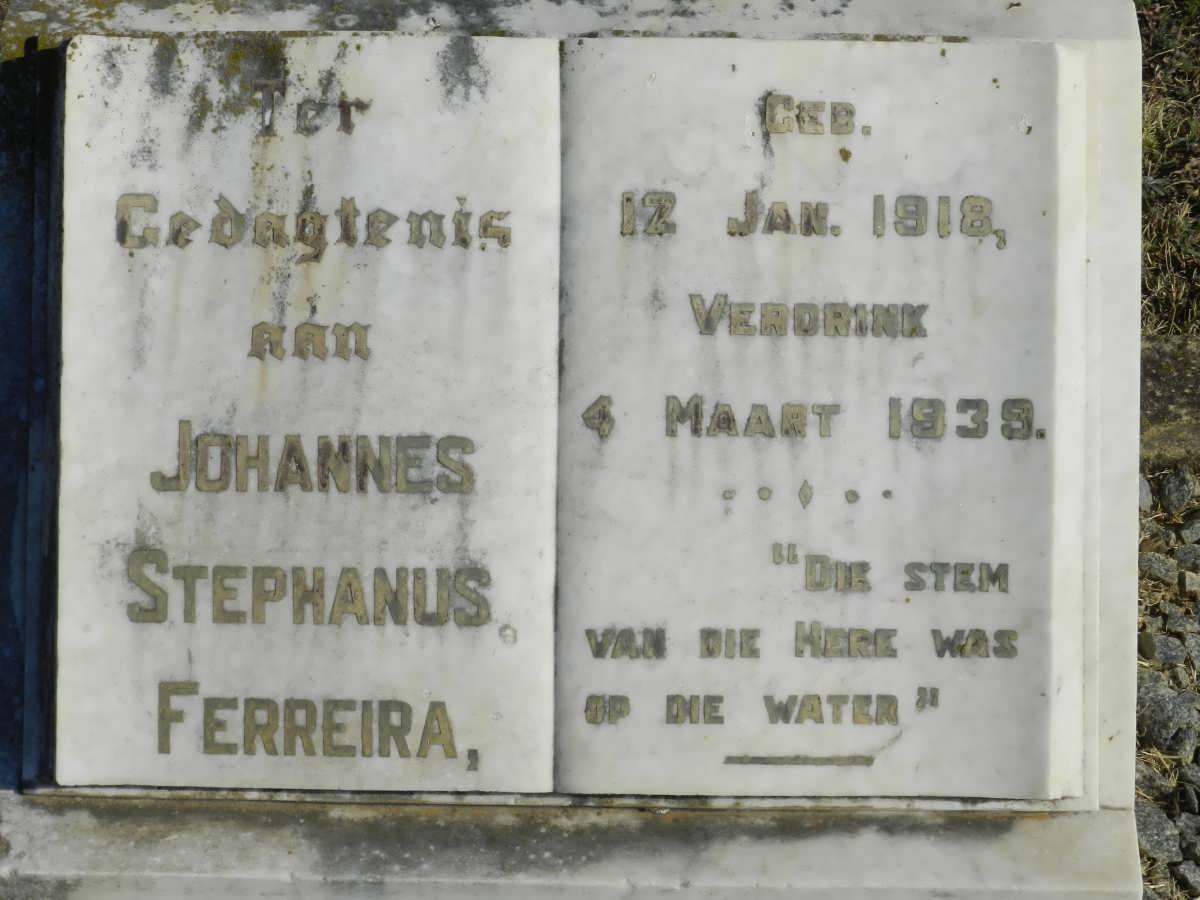 Ter
Gedagtenis
aan
JOHANNES
STEPHANUS
FERREIRA,
GEB.
12 JAN. 1918,
VERDRINK
4 MAART 1939.
"DIE STEM
VAN DIE HERE WAS
OP DIE WATER"